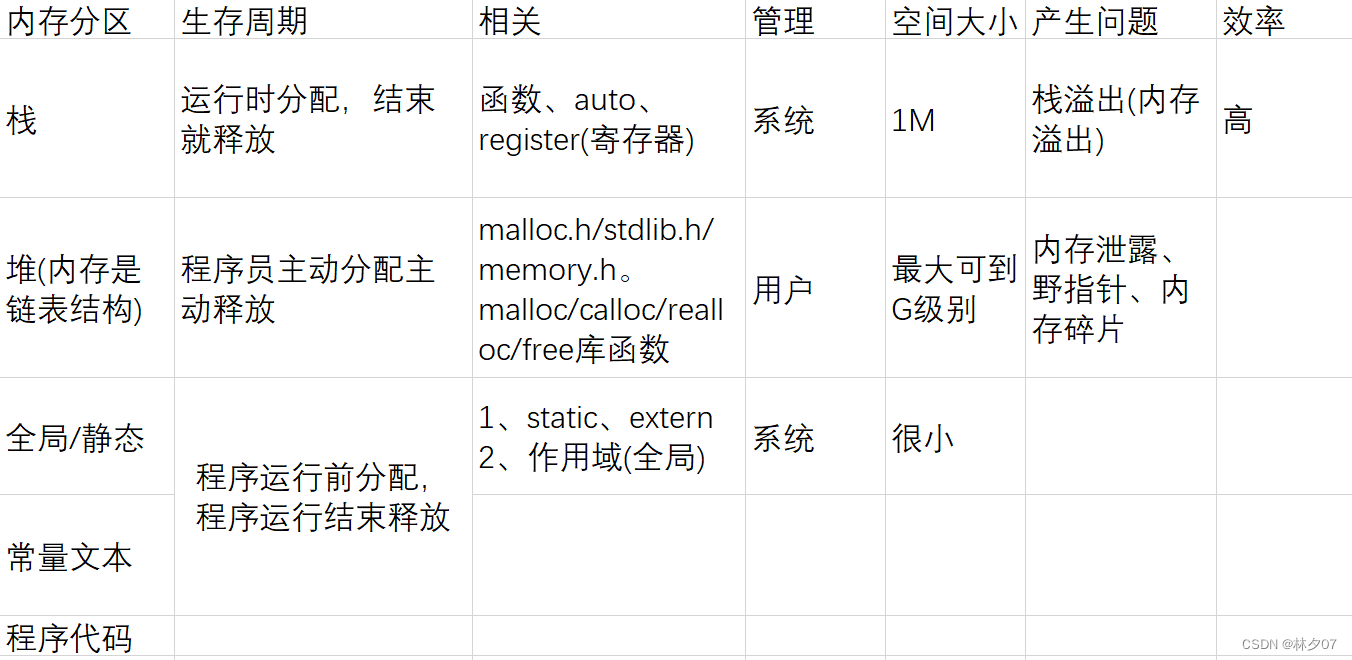 内存分区 生存周期 相关 管理 空间大小 产生问题 效率
栈
运行时分配，结束
就释放
函数、auto、
register(寄存器)
系统
1M
栈溢出(内存
溢出)
高
堆(内存是
链表结构)
程序员主动分配主
动释放
malloc.h/stdlib.h/
memory.h。
malloc/calloc/reall
oc/free库函数
用户
最大可到
G级别
内存泄露、
野指针、内
存碎片
全局/静态
程序运行前分配，
程序运行结束释放
1、static、extern
2、作用域(全局)
系统
很小
常量文本
程序代码
CSDN @林夕07